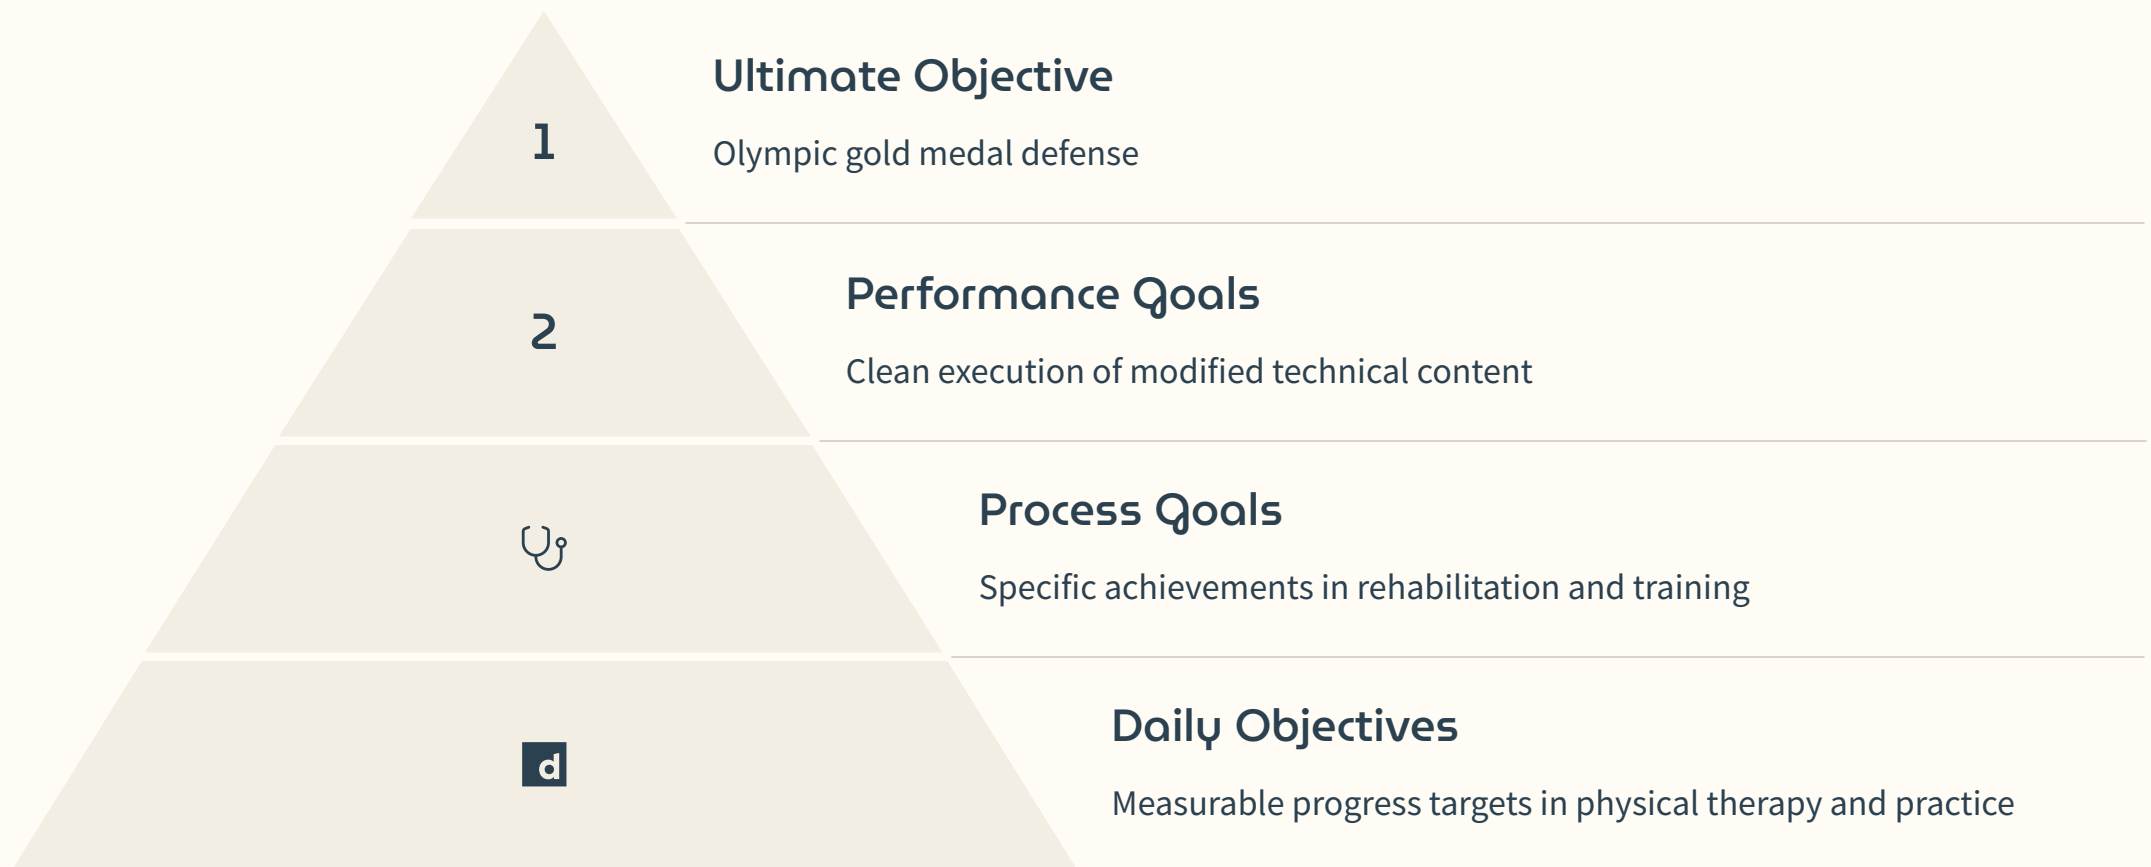 Ultimate Objective
1
Olympic gold medal defense
Performance Goals
2
Clean execution of modified technical content
Process Goals
Specific achievements in rehabilitation and training
Daily Objectives
d
Measurable progress targets in physical therapy and practice